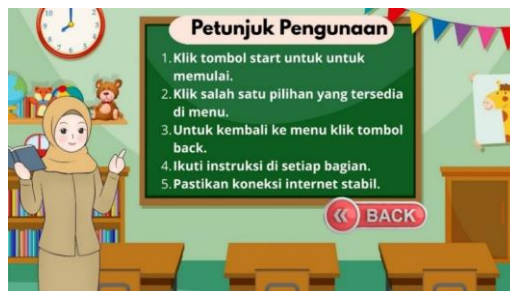 Petunjuk Pengunaan
1. Klik tombol start untuk untuk
memulai.
2. Klik salah satu pilihan yang tersedia
di menu.
3. Untuk kembali ke menu klik tombol
back.
4. Ikuti instruksi di setiap bagian.
5. Pastikan koneksi internet stabil.
BACK